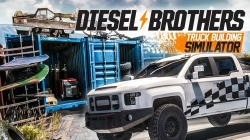 DIESEL BROTHERS
TRUCK BUILDING
SIMULATOR